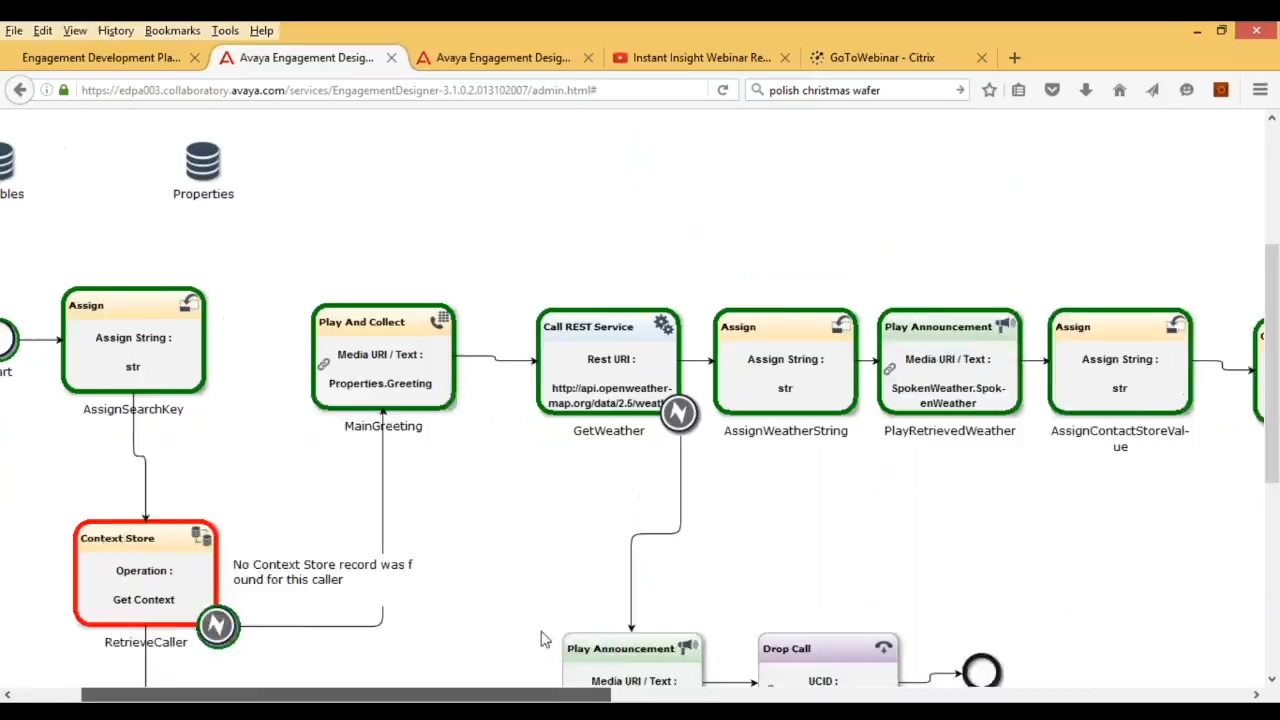 File Edit View History Bookmarks Tools Help
Engagement Development Pla... Avaya Engagement Desig... Avaya Engagement Desig... Instant Insight Webinar Re... GoToWebinar - Citrix
https://edpa003.collaboratory.avaya.com/services/EngagementDesigner-3.1.0.2.013102007/admin.html# polish christmas wafer
bles
Properties
art
Assign
Assign String :
str
AssignSearchKey
Play And Collect
Media URI / Text :
Properties.Greeting
MainGreeting
Call REST Service
Rest URI :
http://api.openweather-
map.org/data/2.5/weath
GetWeather
Assign
Assign String :
str
AssignWeatherString
Play Announcement
Media URI / Text :
SpokenWeather.Spok-
enWeather
PlayRetrievedWeather
Assign
Assign String :
str
AssignContactStoreVal-
ue
Context Store
Operation :
Get Context
RetrieveCaller
No Context Store record was f
ound for this caller
Play Announcement
Media URI / Text :
Drop Call
UCID :